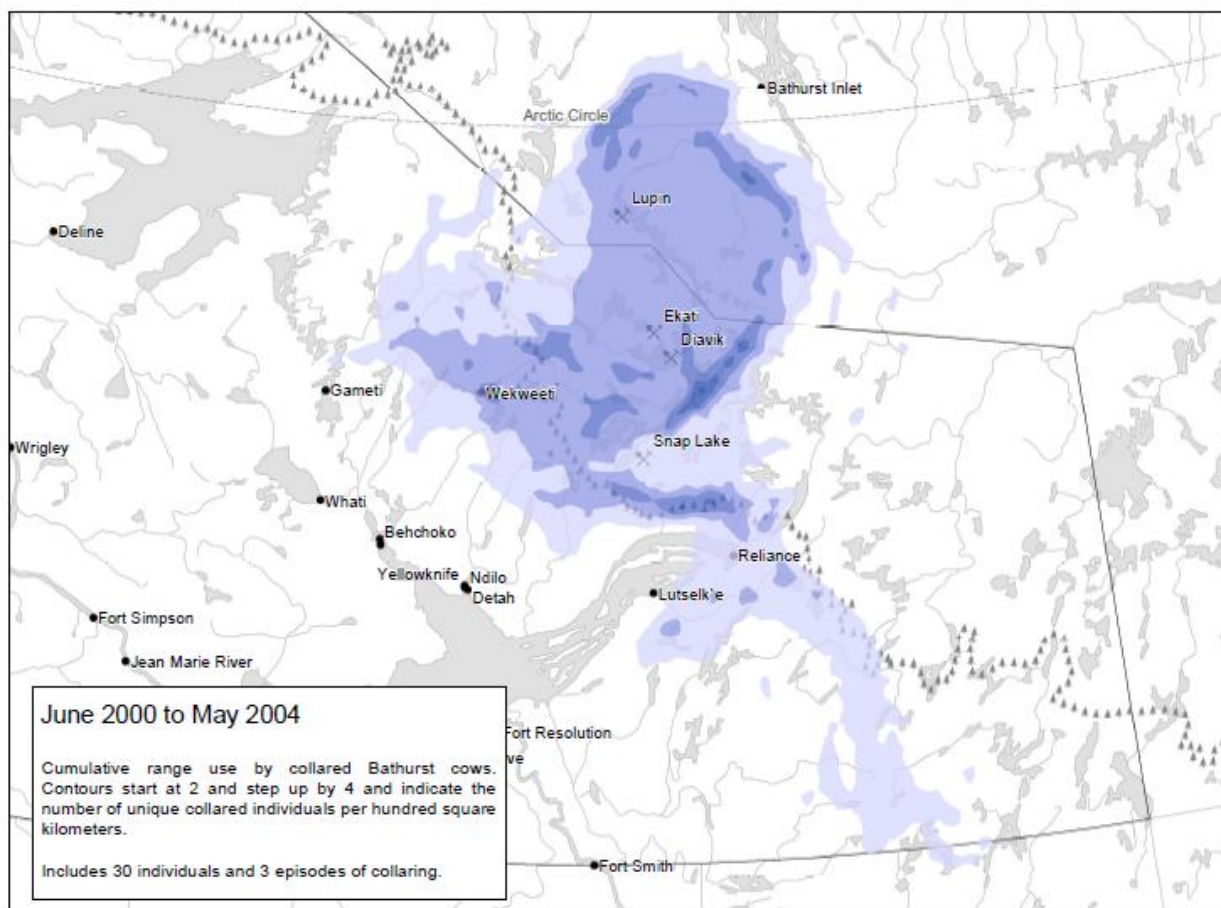 Bathurst Inlet
Arctic Circle
Lupin
Deline
Ekati
Diavik
Gameti
Wekweeti
Wrigley
Snap Lake
Whati
Behchoko
Reliance
Yellowknife
Ndilo
Detah
Lutselk'e
Fort Simpson
Jean Marie River
June 2000 to May 2004
Cumulative range use by collared Bathurst cows.
Contours start at 2 and step up by 4 and indicate the
number of unique collared individuals per hundred square
kilometers.
Includes 30 individuals and 3 episodes of collaring.
Fort Resolution
ve
Fort Smith